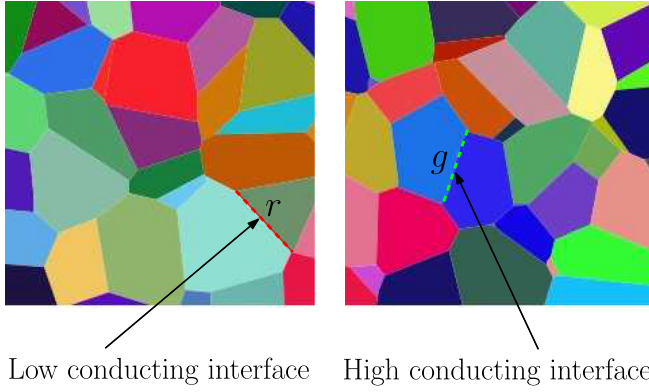 r
g
Low conducting interface
High conducting interface